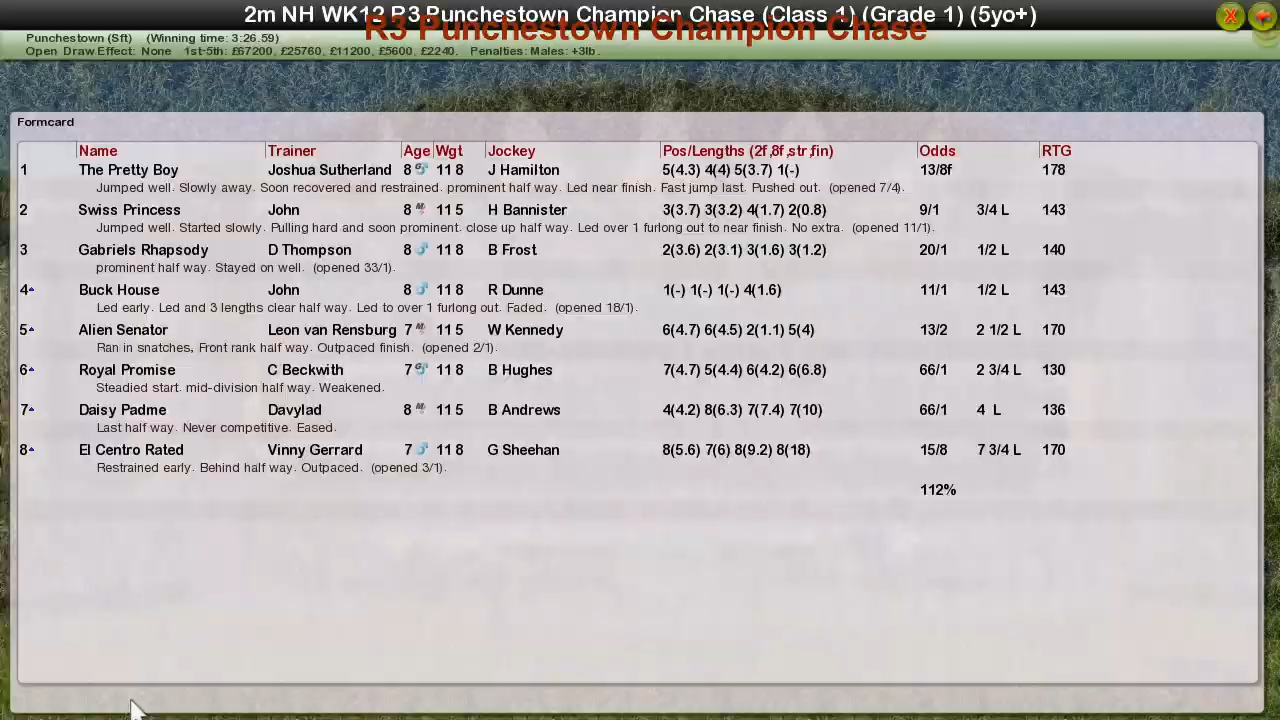 2m NH WK12 R3 Punchestown Champion Chase (Class 1) (Grade 1) (5yo+)
R3 Punchestown Champion Chase
Punchestown (Sft) (Winning time: 3:26.59)
Open Draw Effect: None 1st-5th: £67200, £25760, £11200, £5600, £2240. Penalties: Males: +3lb.
Formcard
Name Trainer Age Wgt Jockey Pos/Lengths (2f,8f,str,fin) Odds RTG
1 The Pretty Boy Joshua Sutherland 8 11 8 J Hamilton 5(4.3) 4(4) 5(3.7) 1(-) 13/8f 178
Jumped well. Slowly away. Soon recovered and restrained. prominent half way. Led near finish. Fast jump last. Pushed out. (opened 7/4).
2 Swiss Princess John 8 11 5 H Bannister 3(3.7) 3(3.2) 4(1.7) 2(0.8) 9/1 3/4 L 143
Jumped well. Started slowly. Pulling hard and soon prominent. close up half way. Led over 1 furlong out to near finish. No extra. (opened 11/1).
3 Gabriels Rhapsody D Thompson 8 11 8 B Frost 2(3.6) 2(3.1) 3(1.6) 3(1.2) 20/1 1/2 L 140
prominent half way. Stayed on well. (opened 33/1).
4 Buck House John 8 11 8 R Dunne 1(-) 1(-) 1(-) 4(1.6) 11/1 1/2 L 143
Led early. Led and 3 lengths clear half way. Led to over 1 furlong out. Faded. (opened 18/1).
5 Alien Senator Leon van Rensburg 7 11 5 W Kennedy 6(4.7) 6(4.5) 2(1.1) 5(4) 13/2 2 1/2 L 170
Ran in snatches, Front rank half way. Outpaced finish. (opened 2/1).
6 Royal Promise C Beckwith 7 11 8 B Hughes 7(4.7) 5(4.4) 6(4.2) 6(6.8) 66/1 2 3/4 L 130
Steadied start. mid-division half way. Weakened.
7 Daisy Padme Davylad 8 11 5 B Andrews 4(4.2) 8(6.3) 7(7.4) 7(10) 66/1 4 L 136
Last half way. Never competitive. Eased.
8 El Centro Rated Vinny Gerrard 7 11 8 G Sheehan 8(5.6) 7(6) 8(9.2) 8(18) 15/8 7 3/4 L 170
Restrained early. Behind half way. Outpaced. (opened 3/1).
112%